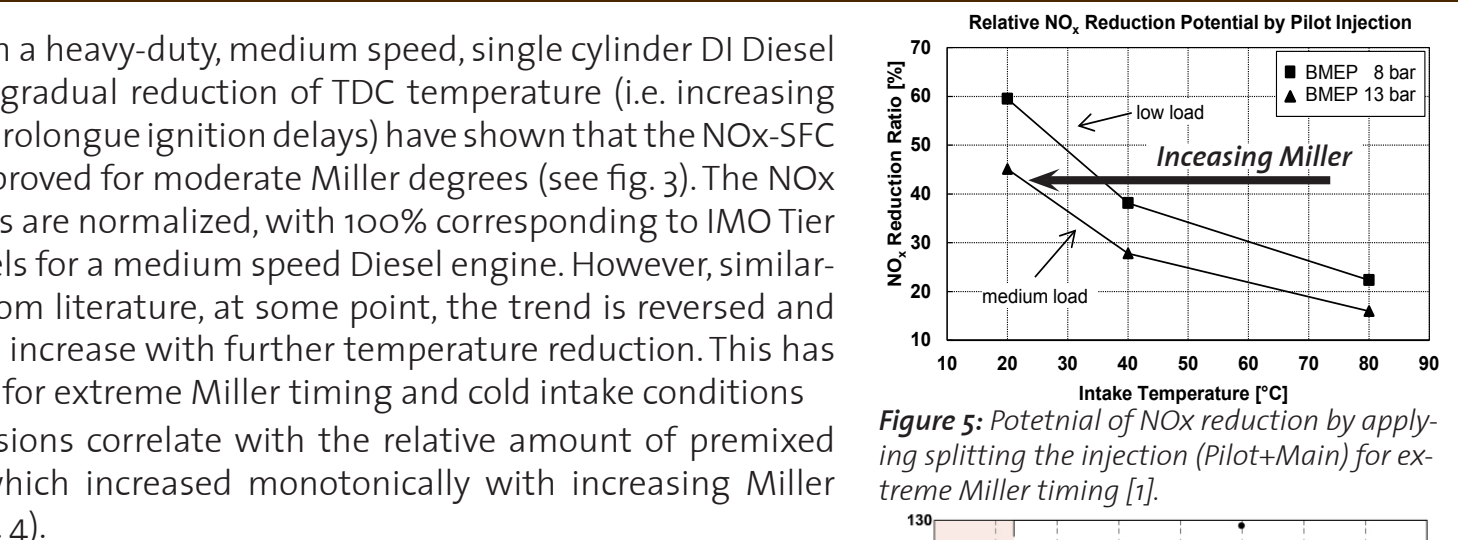 n a heavy-duty, medium speed, single cylinder DI Diesel
gradual reduction of TDC temperature (i.e. increasing
rolongue ignition delays) have shown that the NOx-SFC
proved for moderate Miller degrees (see fig. 3). The NOx
s are normalized, with 100% corresponding to IMO Tier
els for a medium speed Diesel engine. However, similar-
om literature, at some point, the trend is reversed and
increase with further temperature reduction. This has
for extreme Miller timing and cold intake conditions
sions correlate with the relative amount of premixed
which increased monotonically with increasing Miller
4).
Relative NOx Reduction Potential by Pilot Injection
NOx Reduction Ratio [%]
70
60
50
40
30
20
10
BMEP 8 bar
BMEP 13 bar
low load
Inceasing Miller
medium load
10 20 30 40 50 60 70 80 90
Intake Temperature [°C]
Figure 5: Potetnial of NOx reduction by apply-
ing splitting the injection (Pilot+Main) for ex-
treme Miller timing [1].
130